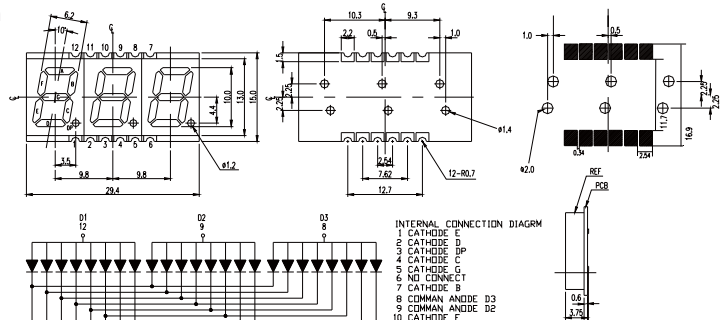 6.2
10°
12 11 10 9 8 7
A
F B
G
E C
D
DP
1 2 3 4 5 6
4.4
10.0
13.0
15.0
ø1.2
3.5
9.8 9.8
29.4
10.3 9.3
2.2 0.5 1.0
1.5
2.25
2.25
ø1.4
2.54
12-R0.7
7.62
12.7
1.0 0.5
2.25
2.25
ø2.0
11.7
16.9
0.34 2.54
REF
PCB
0.6
3.75
D1 D2 D3
12 9 8
INTERNAL CONNECTION DIAGRM
1 CATHODE E
2 CATHODE D
3 CATHODE DP
4 CATHODE C
5 CATHODE G
6 NO CONNECT
7 CATHODE B
8 COMMAN ANODE D3
9 COMMAN ANODE D2
10 CATHODE F